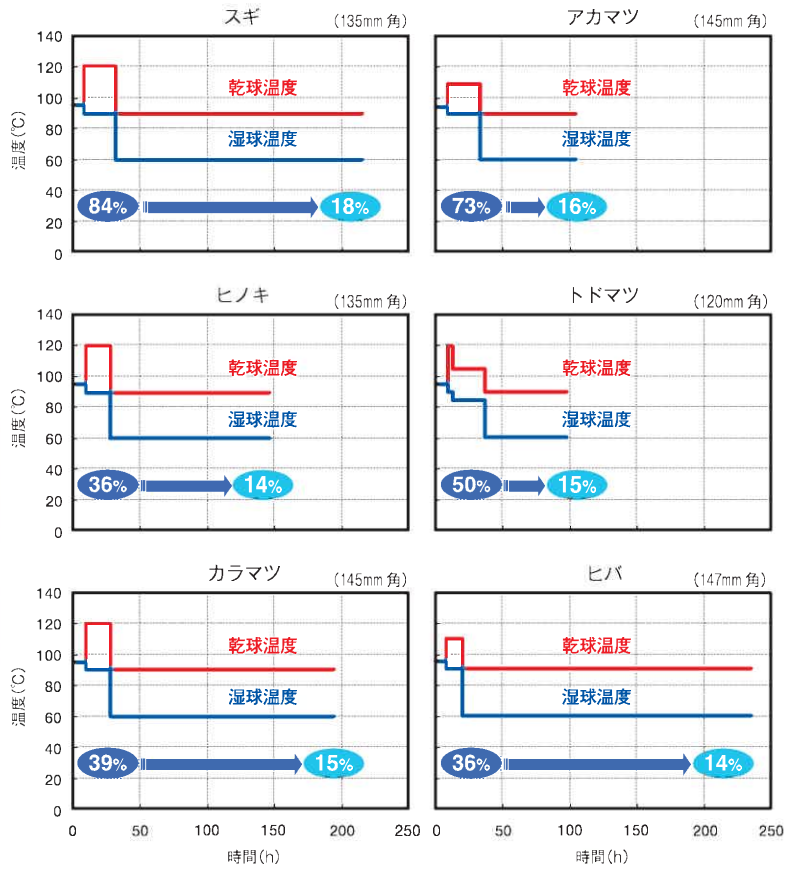 スギ (135mm 角)
アカマツ (145mm 角)
140
120
100
80
60
40
20
0
温度(℃)
乾球温度
湿球温度
84% 18%
乾球温度
湿球温度
73% 16%
ヒノキ (135mm 角)
トドマツ (120mm 角)
140
120
100
80
60
40
20
0
温度(℃)
乾球温度
湿球温度
36% 14%
乾球温度
湿球温度
50% 15%
カラマツ (145mm 角)
ヒバ (147mm 角)
140
120
100
80
60
40
20
0
温度(℃)
乾球温度
湿球温度
39% 15%
乾球温度
湿球温度
36% 14%
0 50 100 150 200 250
時間(h)
0 50 100 150 200 250
時間(h)